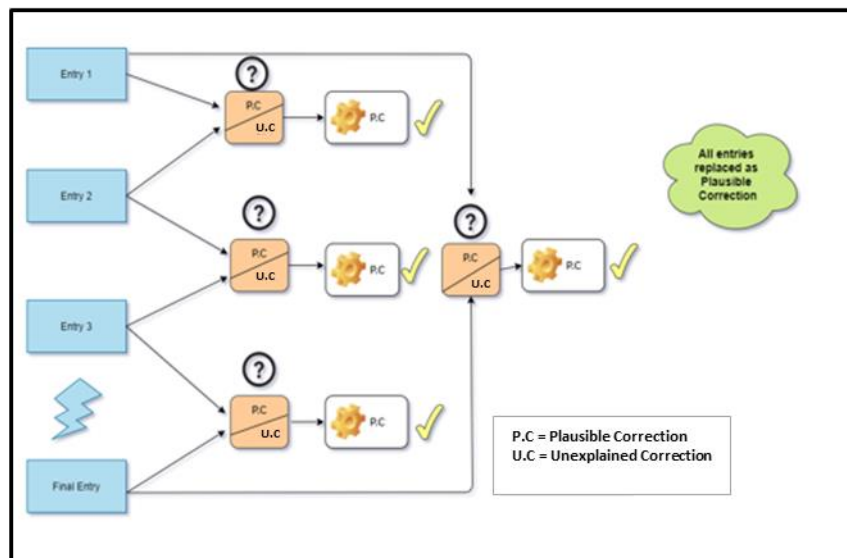 Entry 1
?
P.C
U.C
P.C
Entry 2
?
P.C
U.C
P.C
?
P.C
U.C
P.C
All entries
replaced as
Plausible
Correction
Entry 3
?
P.C
U.C
P.C
Final Entry
P.C = Plausible Correction
U.C = Unexplained Correction